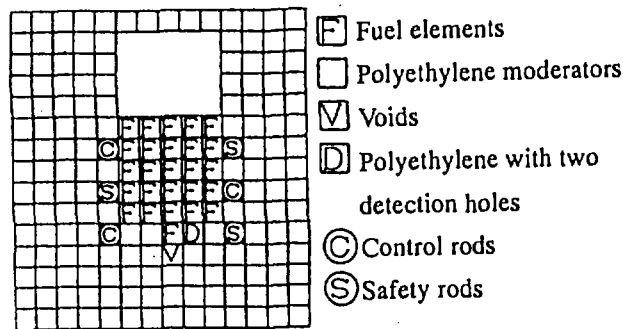 F F F F F
C F F F F F S
F F F F F
S F F F F F C
F F F F F
C F D S
V
F Fuel elements
Polyethylene moderators
V Voids
D Polyethylene with two
detection holes
C Control rods
S Safety rods